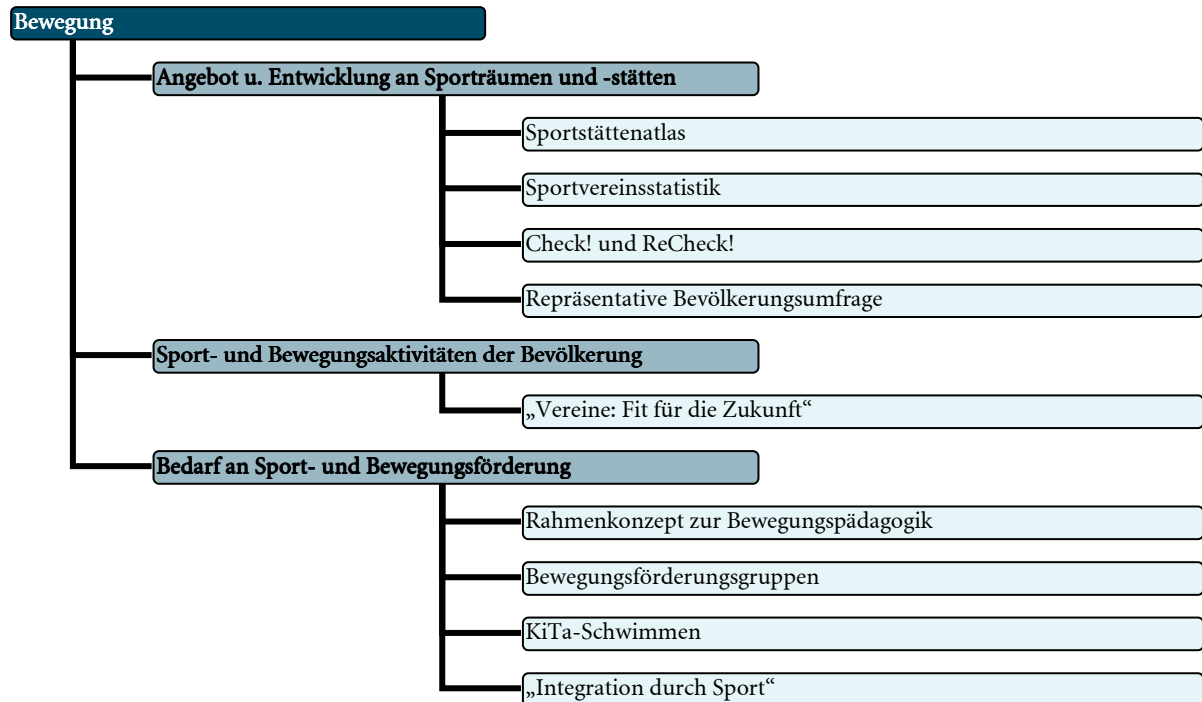 Bewegung
Angebot u. Entwicklung an Sporträumen und -stätten
Sportstättenatlas
Sportvereinsstatistik
Check! und ReCheck!
Repräsentative Bevölkerungsumfrage
Sport- und Bewegungsaktivitäten der Bevölkerung
„Vereine: Fit für die Zukunft“
Bedarf an Sport- und Bewegungsförderung
Rahmenkonzept zur Bewegungspädagogik
Bewegungsförderungsgruppen
KiTa-Schwimmen
„Integration durch Sport“